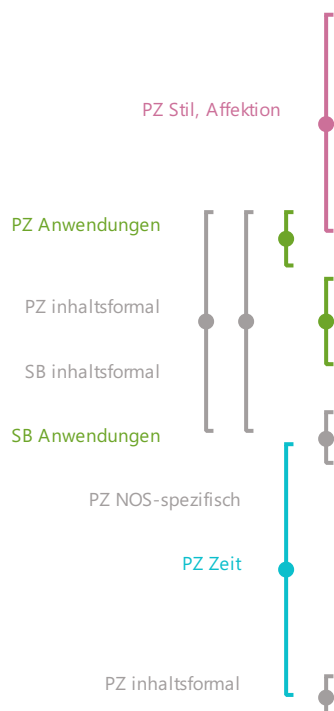 PZ Stil, Affektion
PZ Anwendungen
PZ inhaltsformal
SB inhaltsformal
SB Anwendungen
PZ NOS-spezifisch
PZ Zeit
PZ inhaltsformal